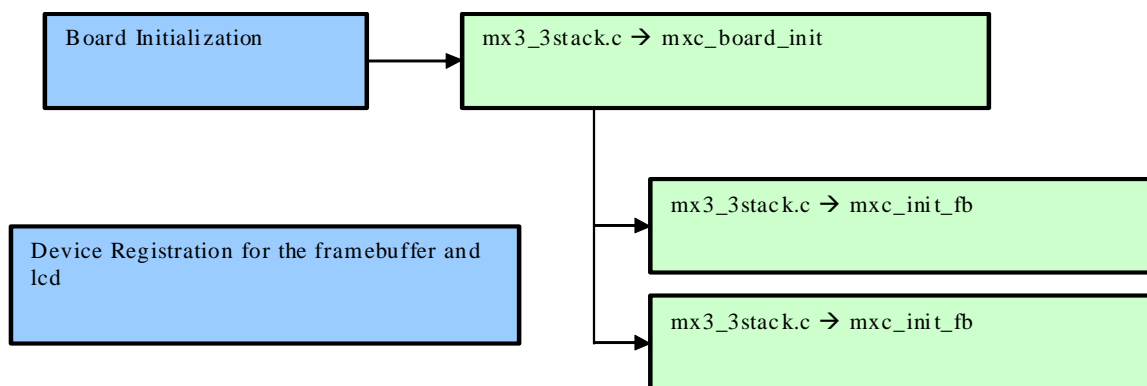 Board Initialization
mx3_3stack.c → mxc_board_init
mx3_3stack.c → mxc_init_fb
Device Registration for the framebuffer and
lcd
mx3_3stack.c → mxc_init_fb